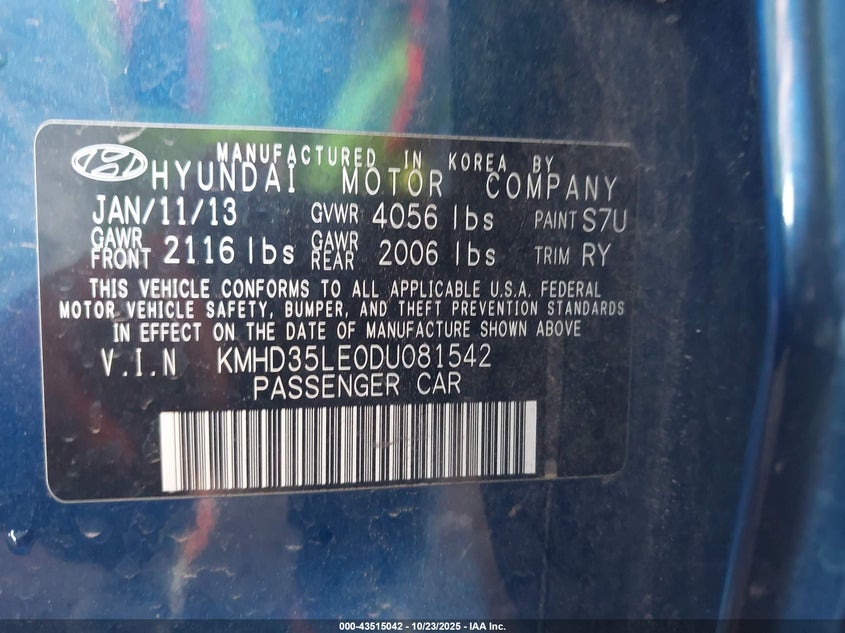 MANUFACTURED IN KOREA BY
HYUNDAI MOTOR COMPANY
JAN/11/13 GVWR 4056 lbs PAINT S7U
GAWR FRONT 2116 lbs GAWR REAR 2006 lbs TRIM RY
THIS VEHICLE CONFORMS TO ALL APPLICABLE U.S.A. FEDERAL
MOTOR VEHICLE SAFETY, BUMPER, AND THEFT PREVENTION STANDARDS
IN EFFECT ON THE DATE OF MANUFACTURE SHOWN ABOVE
V.I.N KMHD35LE0DU081542
PASSENGER CAR
000-43515042 | 10/23/2025 - IAA Inc.